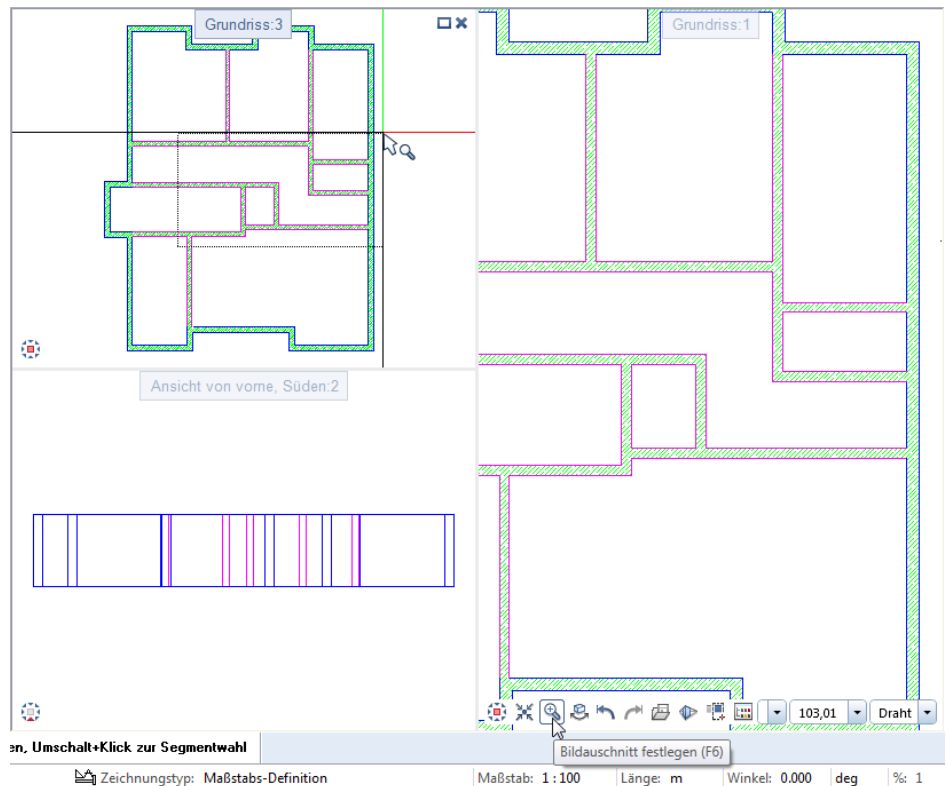 Grundriss:3
Grundriss:1
Ansicht von vorne, Süden:2
103,01
Draht
en, Umschalt+Klick zur Segmentwahl
Bildauschnitt festlegen (F6)
Zeichnungstyp: Maßstabs-Definition
Maßstab: 1:100
Länge: m
Winkel: 0.000
deg
%: 1